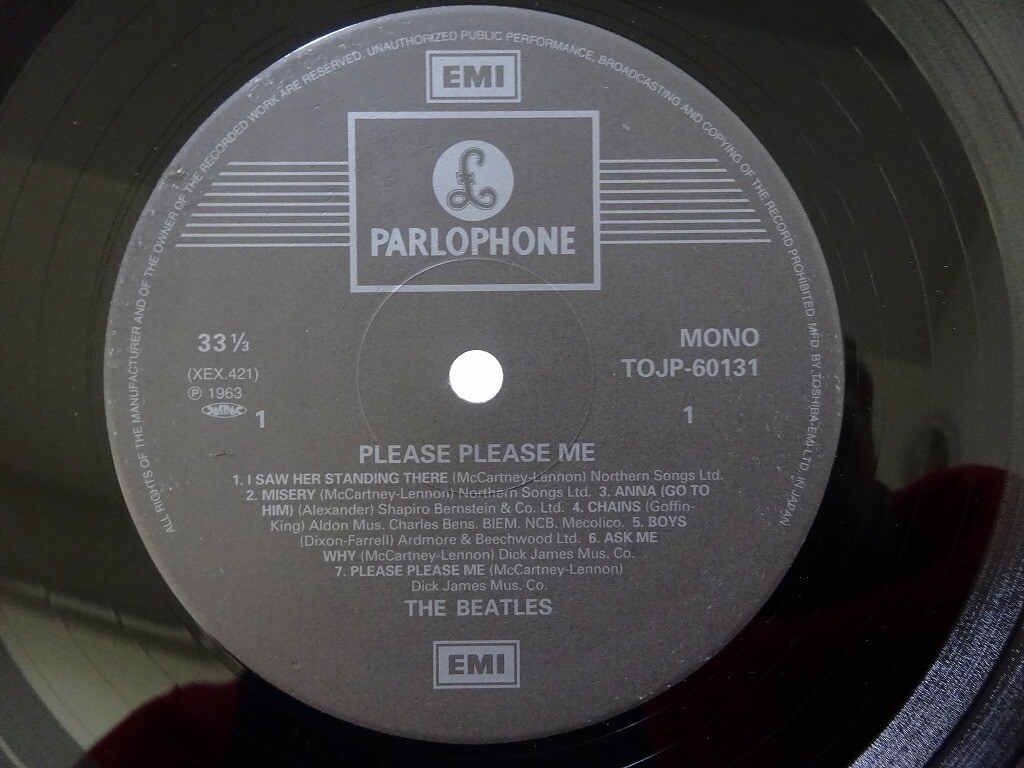 ALL RIGHTS OF THE MANUFACTURER AND OF THE OWNER OF THE RECORDED WORK ARE RESERVED. UNAUTHORIZED PUBLIC PERFORMANCE, BROADCASTING AND COPYING OF THE RECORD PROHIBITED. MFD. BY TOSHIBA-EMI LTD. IN JAPAN
EMI
£
PARLOPHONE
33 ⅓
MONO
(XEX.421)
TOJP-60131
℗ 1963
1
1
PLEASE PLEASE ME
1. I SAW HER STANDING THERE (McCartney-Lennon) Northern Songs Ltd.
2. MISERY (McCartney-Lennon) Northern Songs Ltd. 3. ANNA (GO TO
HIM) (Alexander) Shapiro Bernstein & Co. Ltd. 4. CHAINS (Goffin-
King) Aldon Mus. Charles Bens. BIEM. NCB. Mecolico. 5. BOYS
(Dixon-Farrell) Ardmore & Beechwood Ltd. 6. ASK ME
WHY (McCartney-Lennon) Dick James Mus. Co.
7. PLEASE PLEASE ME (McCartney-Lennon)
Dick James Mus. Co.
THE BEATLES
EMI